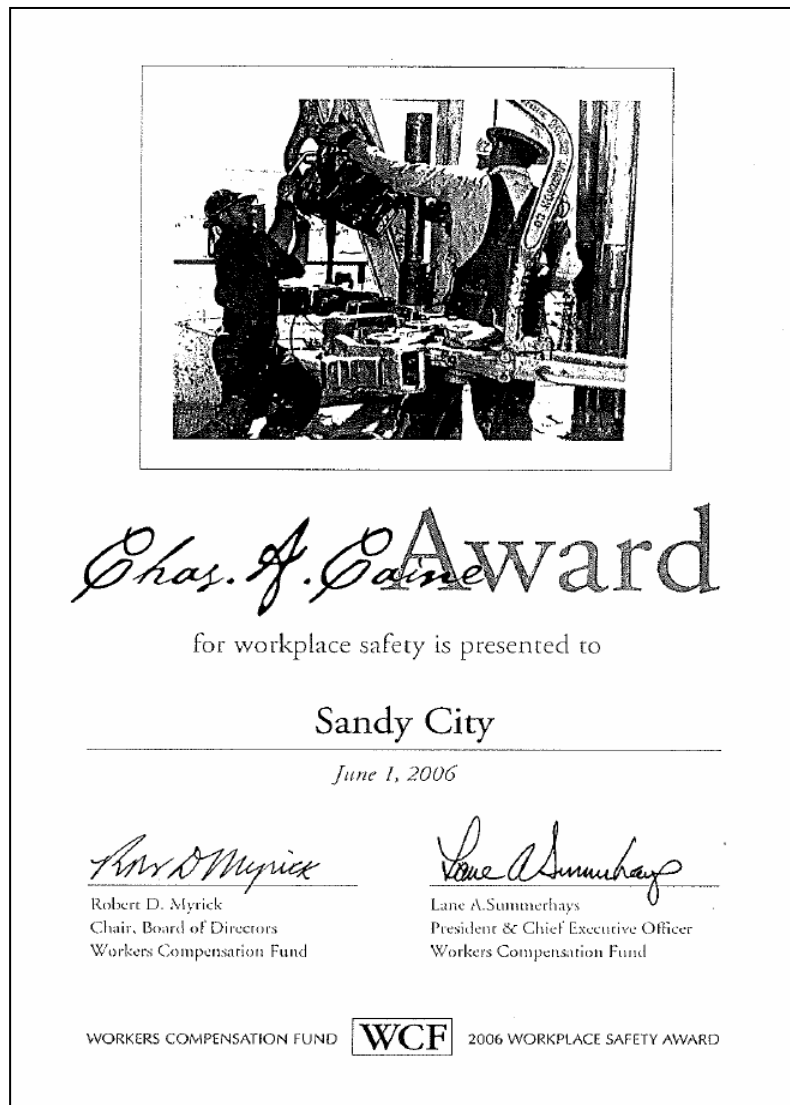 Chas. A. Caine Award
for workplace safety is presented to
Sandy City
June 1, 2006
Robert D. Myrick
Chair, Board of Directors
Workers Compensation Fund
Lane A.Summerhays
President & Chief Executive Officer
Workers Compensation Fund
WORKERS COMPENSATION FUND WCF 2006 WORKPLACE SAFETY AWARD